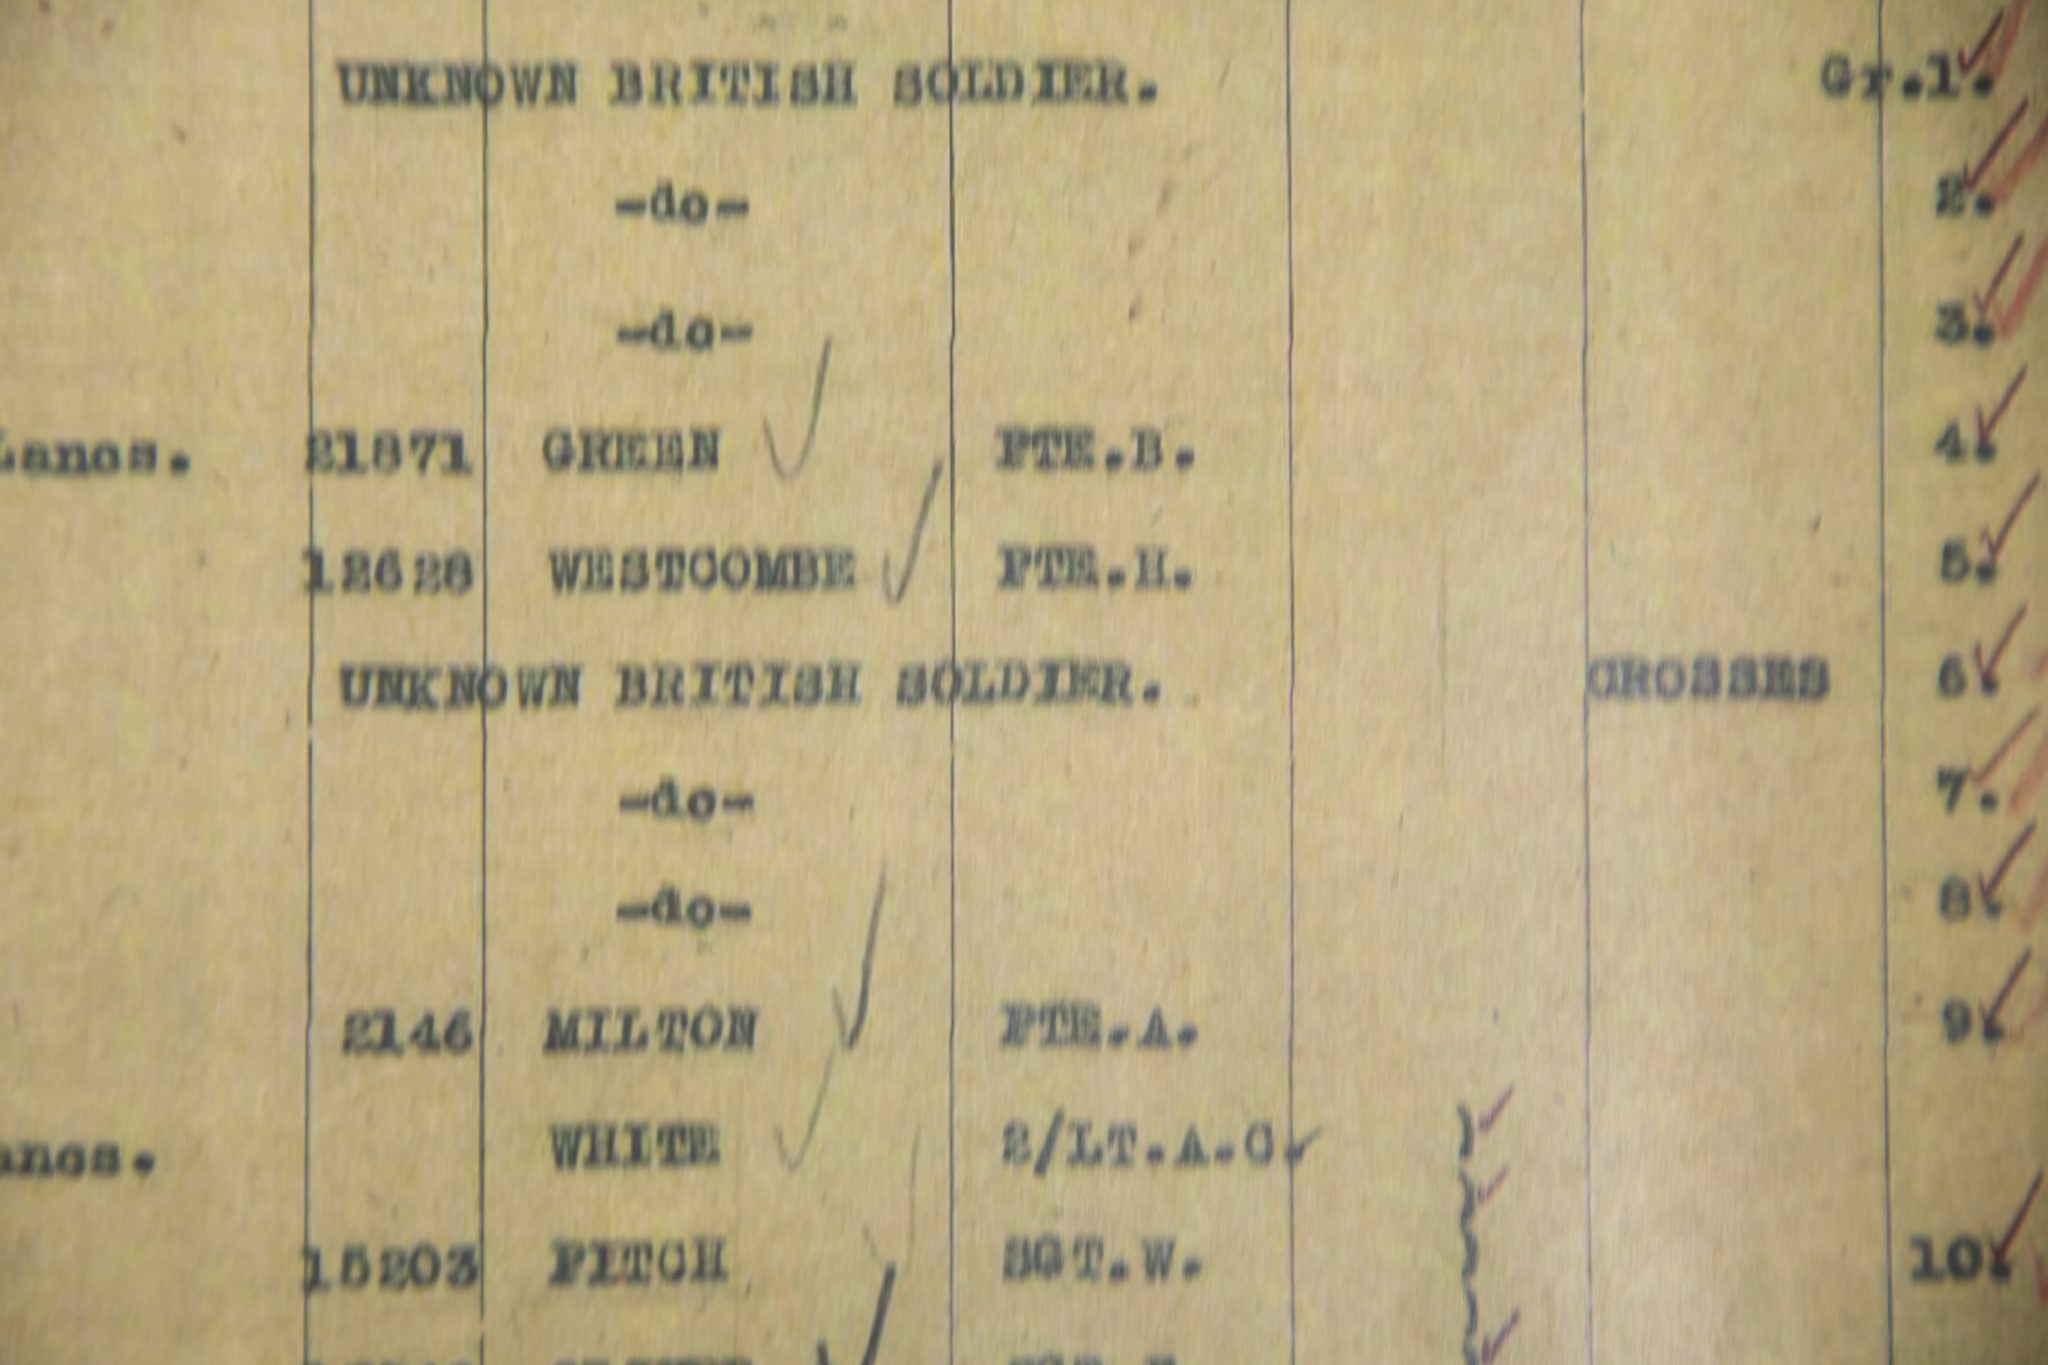 UNKNOWN BRITISH SOLDIER. Gr.1.
-do- 2.
-do- 3.
Lancs. 21871 GREEN PTE.B. 4.
12628 WESTCOMBE PTE.H. 5.
UNKNOWN BRITISH SOLDIER. CROSSES 6.
-do- 7.
-do- 8.
2146 MILTON PTE.A. 9.
ancs. WHITE 2/LT.A.C.
15203 FITCH SGT.W. 10.